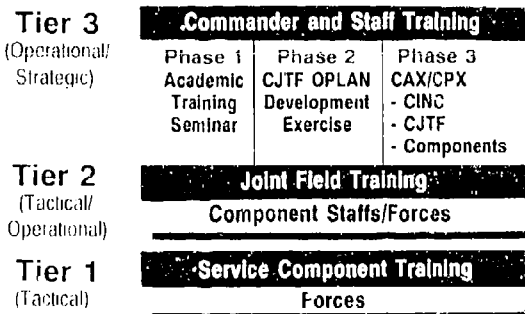 Tier 3
(Operational/
Strategic)
Commander and Staff Training
Phase 1
Academic
Training
Seminar
Phase 2
CJTF OPLAN
Development
Exercise
Phase 3
CAX/CPX
- CINC
- CJTF
- Components
Tier 2
(Tactical/
Operational)
Joint Field Training
Component Staffs/Forces
Tier 1
(Tactical)
Service Component Training
Forces